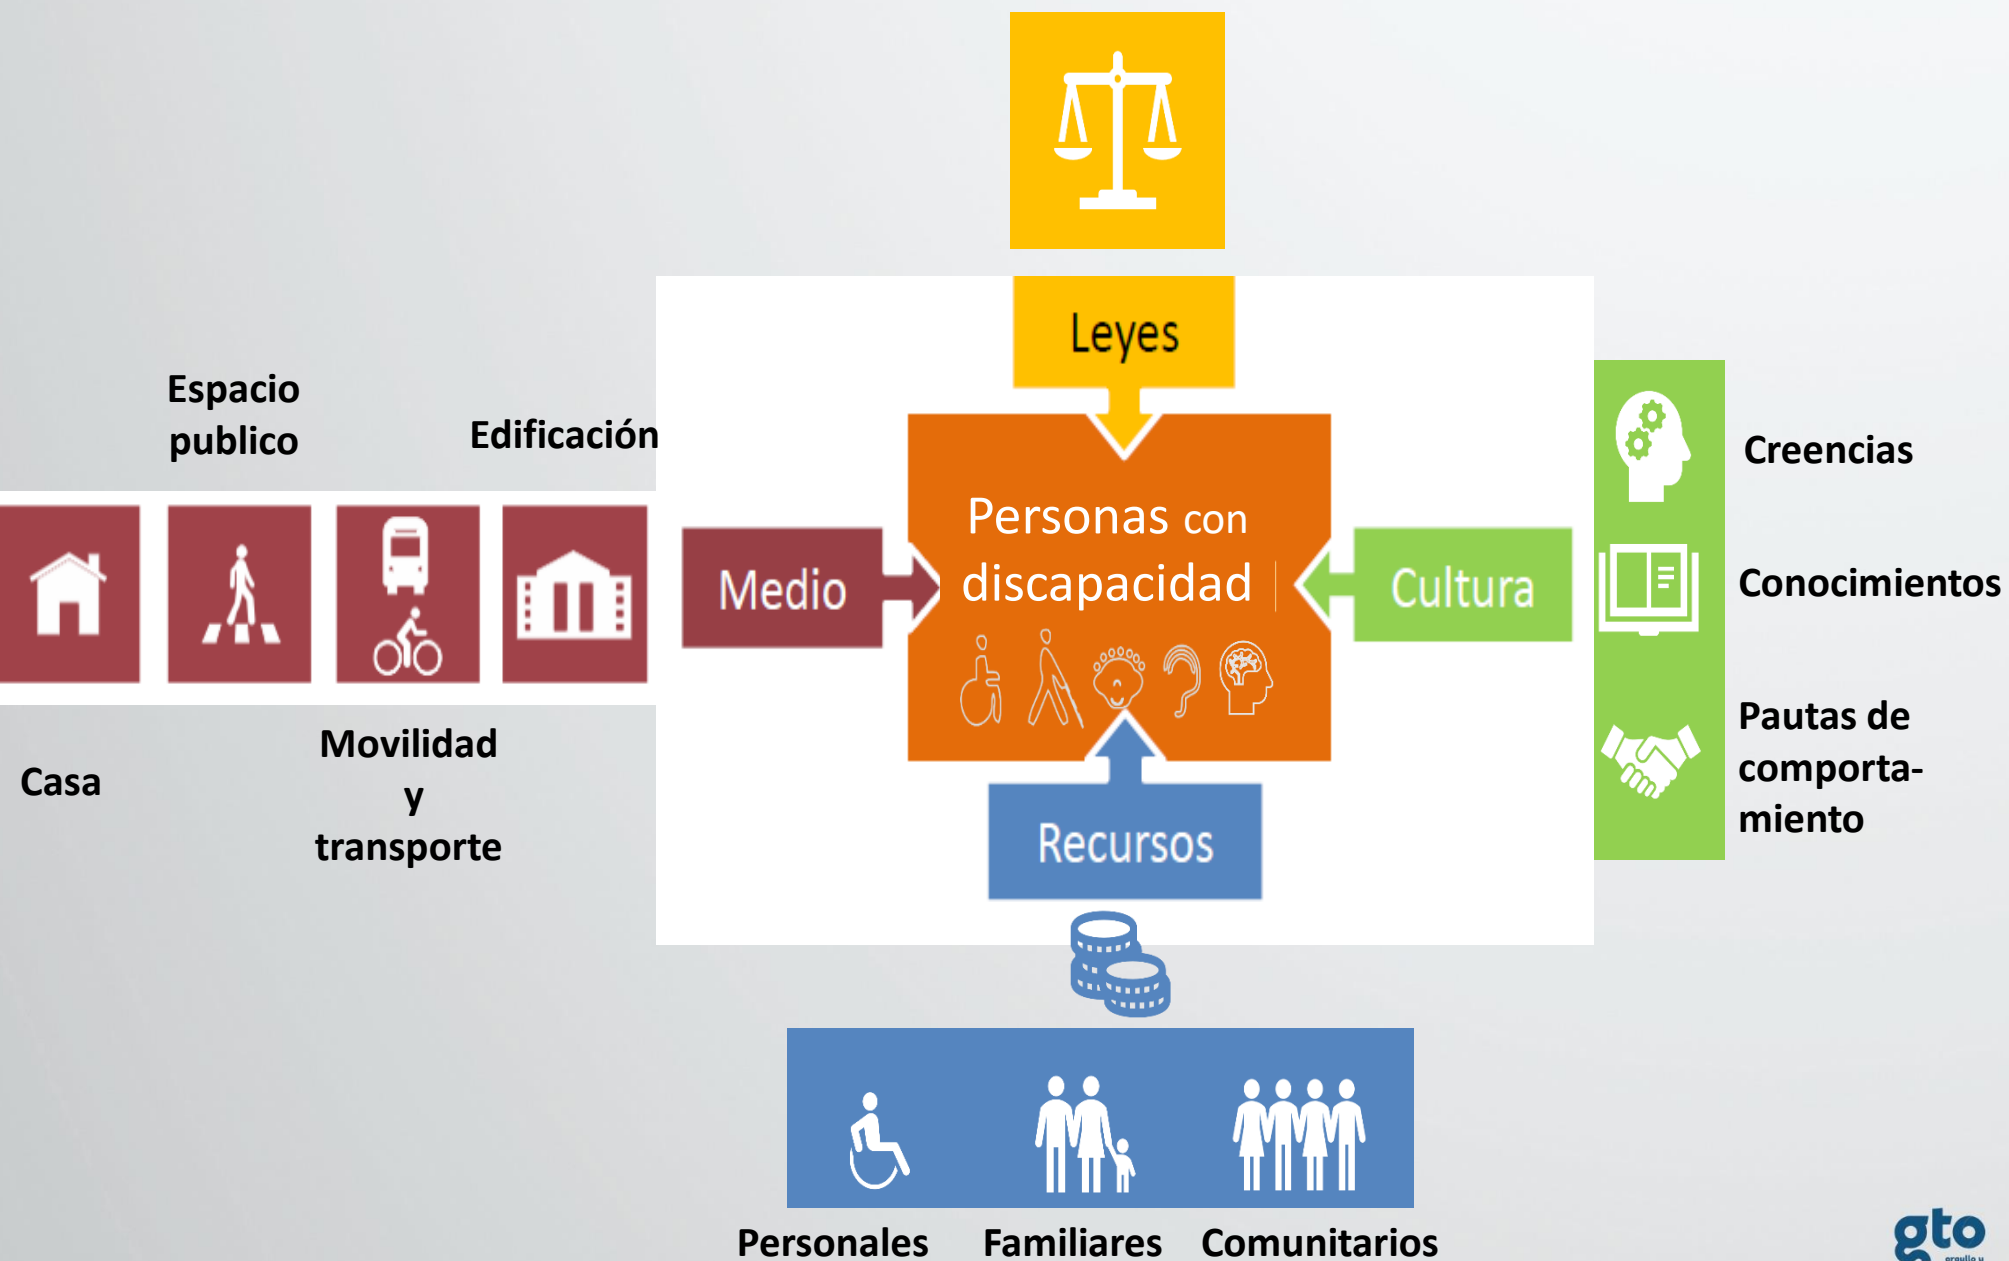 Leyes
Espacio
publico
Edificación
Casa
Movilidad
y
transporte
Medio
Personas con
discapacidad
Cultura
Creencias
Conocimientos
Pautas de
comporta-
miento
Recursos
Personales
Familiares
Comunitarios
gto
orgullo y